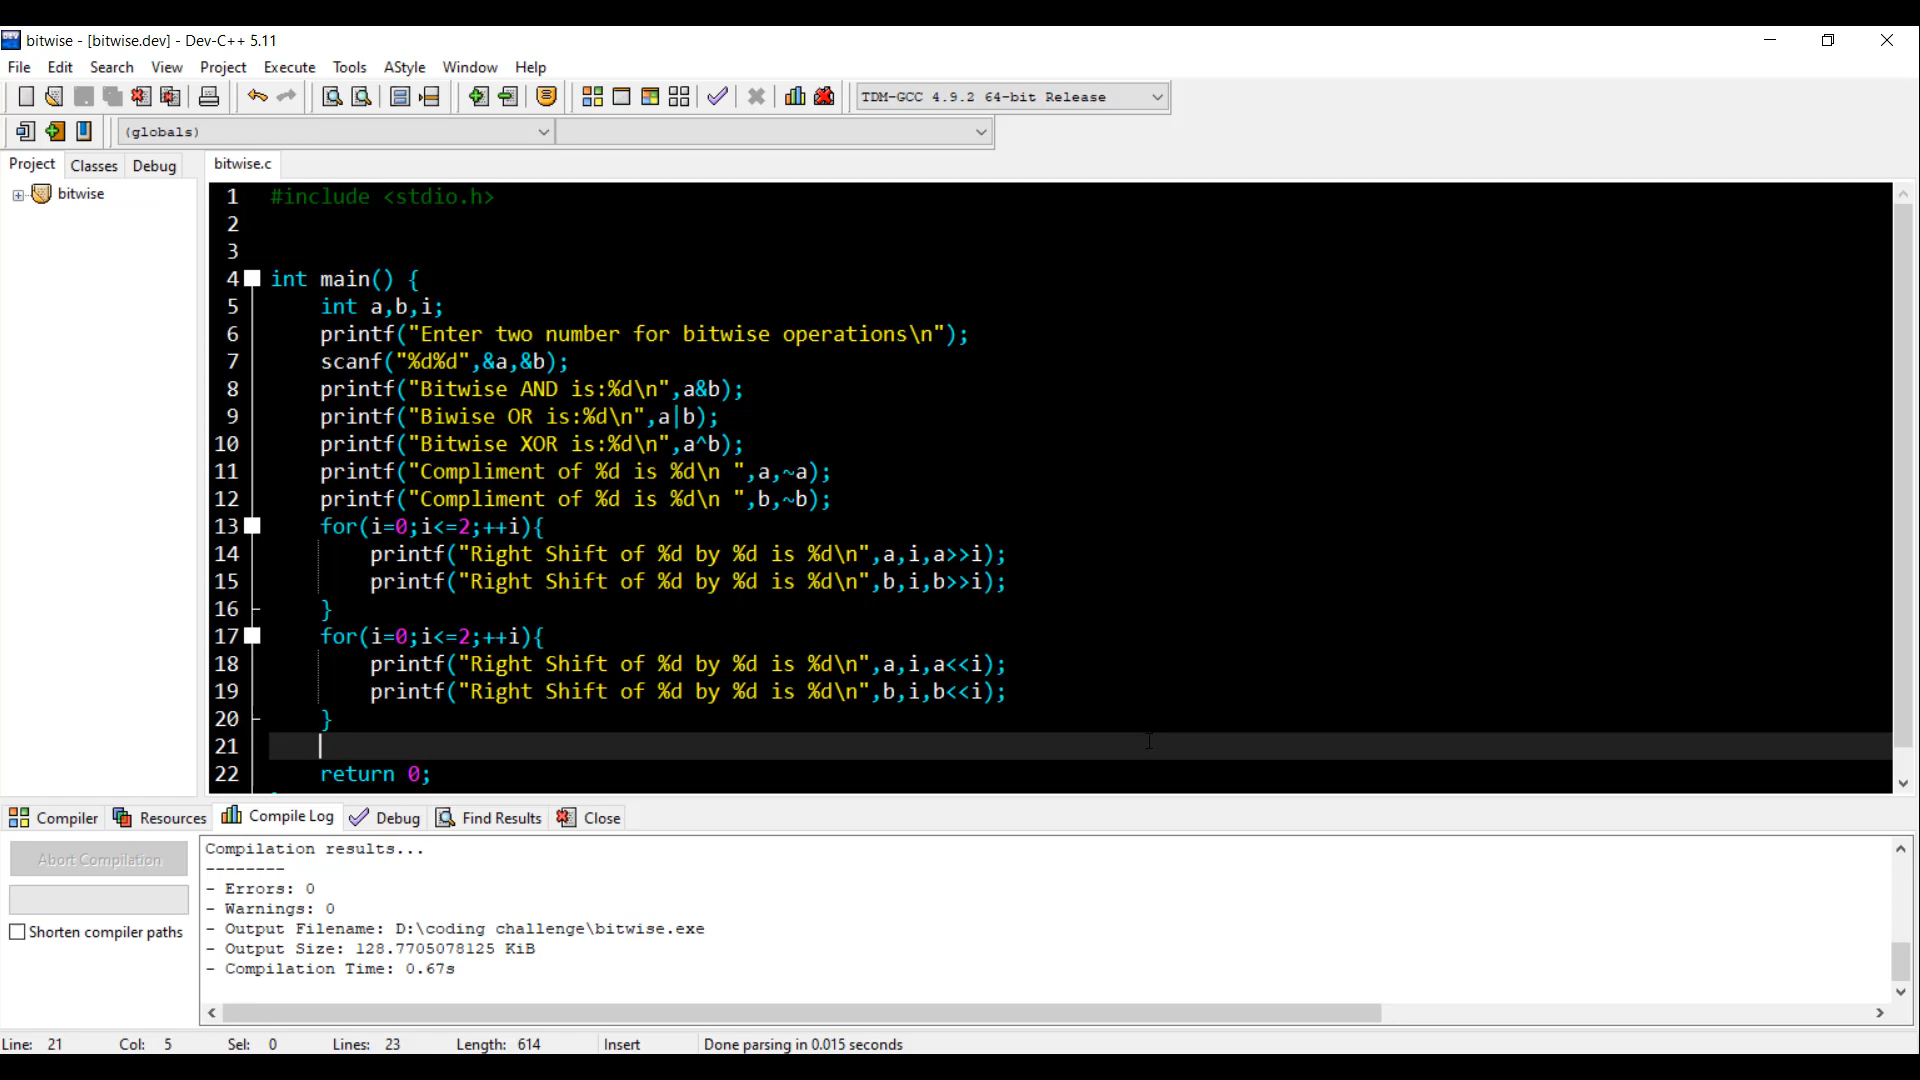 bitwise - [bitwise.dev] - Dev-C++ 5.11
File Edit Search View Project Execute Tools AStyle Window Help
TDM-GCC 4.9.2 64-bit Release
(globals)
Project Classes Debug
bitwise.c
bitwise
1 #include <stdio.h>
2
3
4 int main() {
5 int a,b,i;
6 printf("Enter two number for bitwise operations\n");
7 scanf("%d%d",&a,&b);
8 printf("Bitwise AND is:%d\n",a&b);
9 printf("Biwise OR is:%d\n",a|b);
10 printf("Bitwise XOR is:%d\n",a^b);
11 printf("Compliment of %d is %d\n ",a,~a);
12 printf("Compliment of %d is %d\n ",b,~b);
13 for(i=0;i<=2;++i){
14 printf("Right Shift of %d by %d is %d\n",a,i,a>>i);
15 printf("Right Shift of %d by %d is %d\n",b,i,b>>i);
16 }
17 for(i=0;i<=2;++i){
18 printf("Right Shift of %d by %d is %d\n",a,i,a<<i);
19 printf("Right Shift of %d by %d is %d\n",b,i,b<<i);
20 }
21
22 return 0;
Compiler Resources Compile Log Debug Find Results Close
Abort Compilation
Shorten compiler paths
Compilation results...
--------
- Errors: 0
- Warnings: 0
- Output Filename: D:\coding challenge\bitwise.exe
- Output Size: 128.7705078125 KiB
- Compilation Time: 0.67s
Line: 21 Col: 5 Sel: 0 Lines: 23 Length: 614 Insert Done parsing in 0.015 seconds